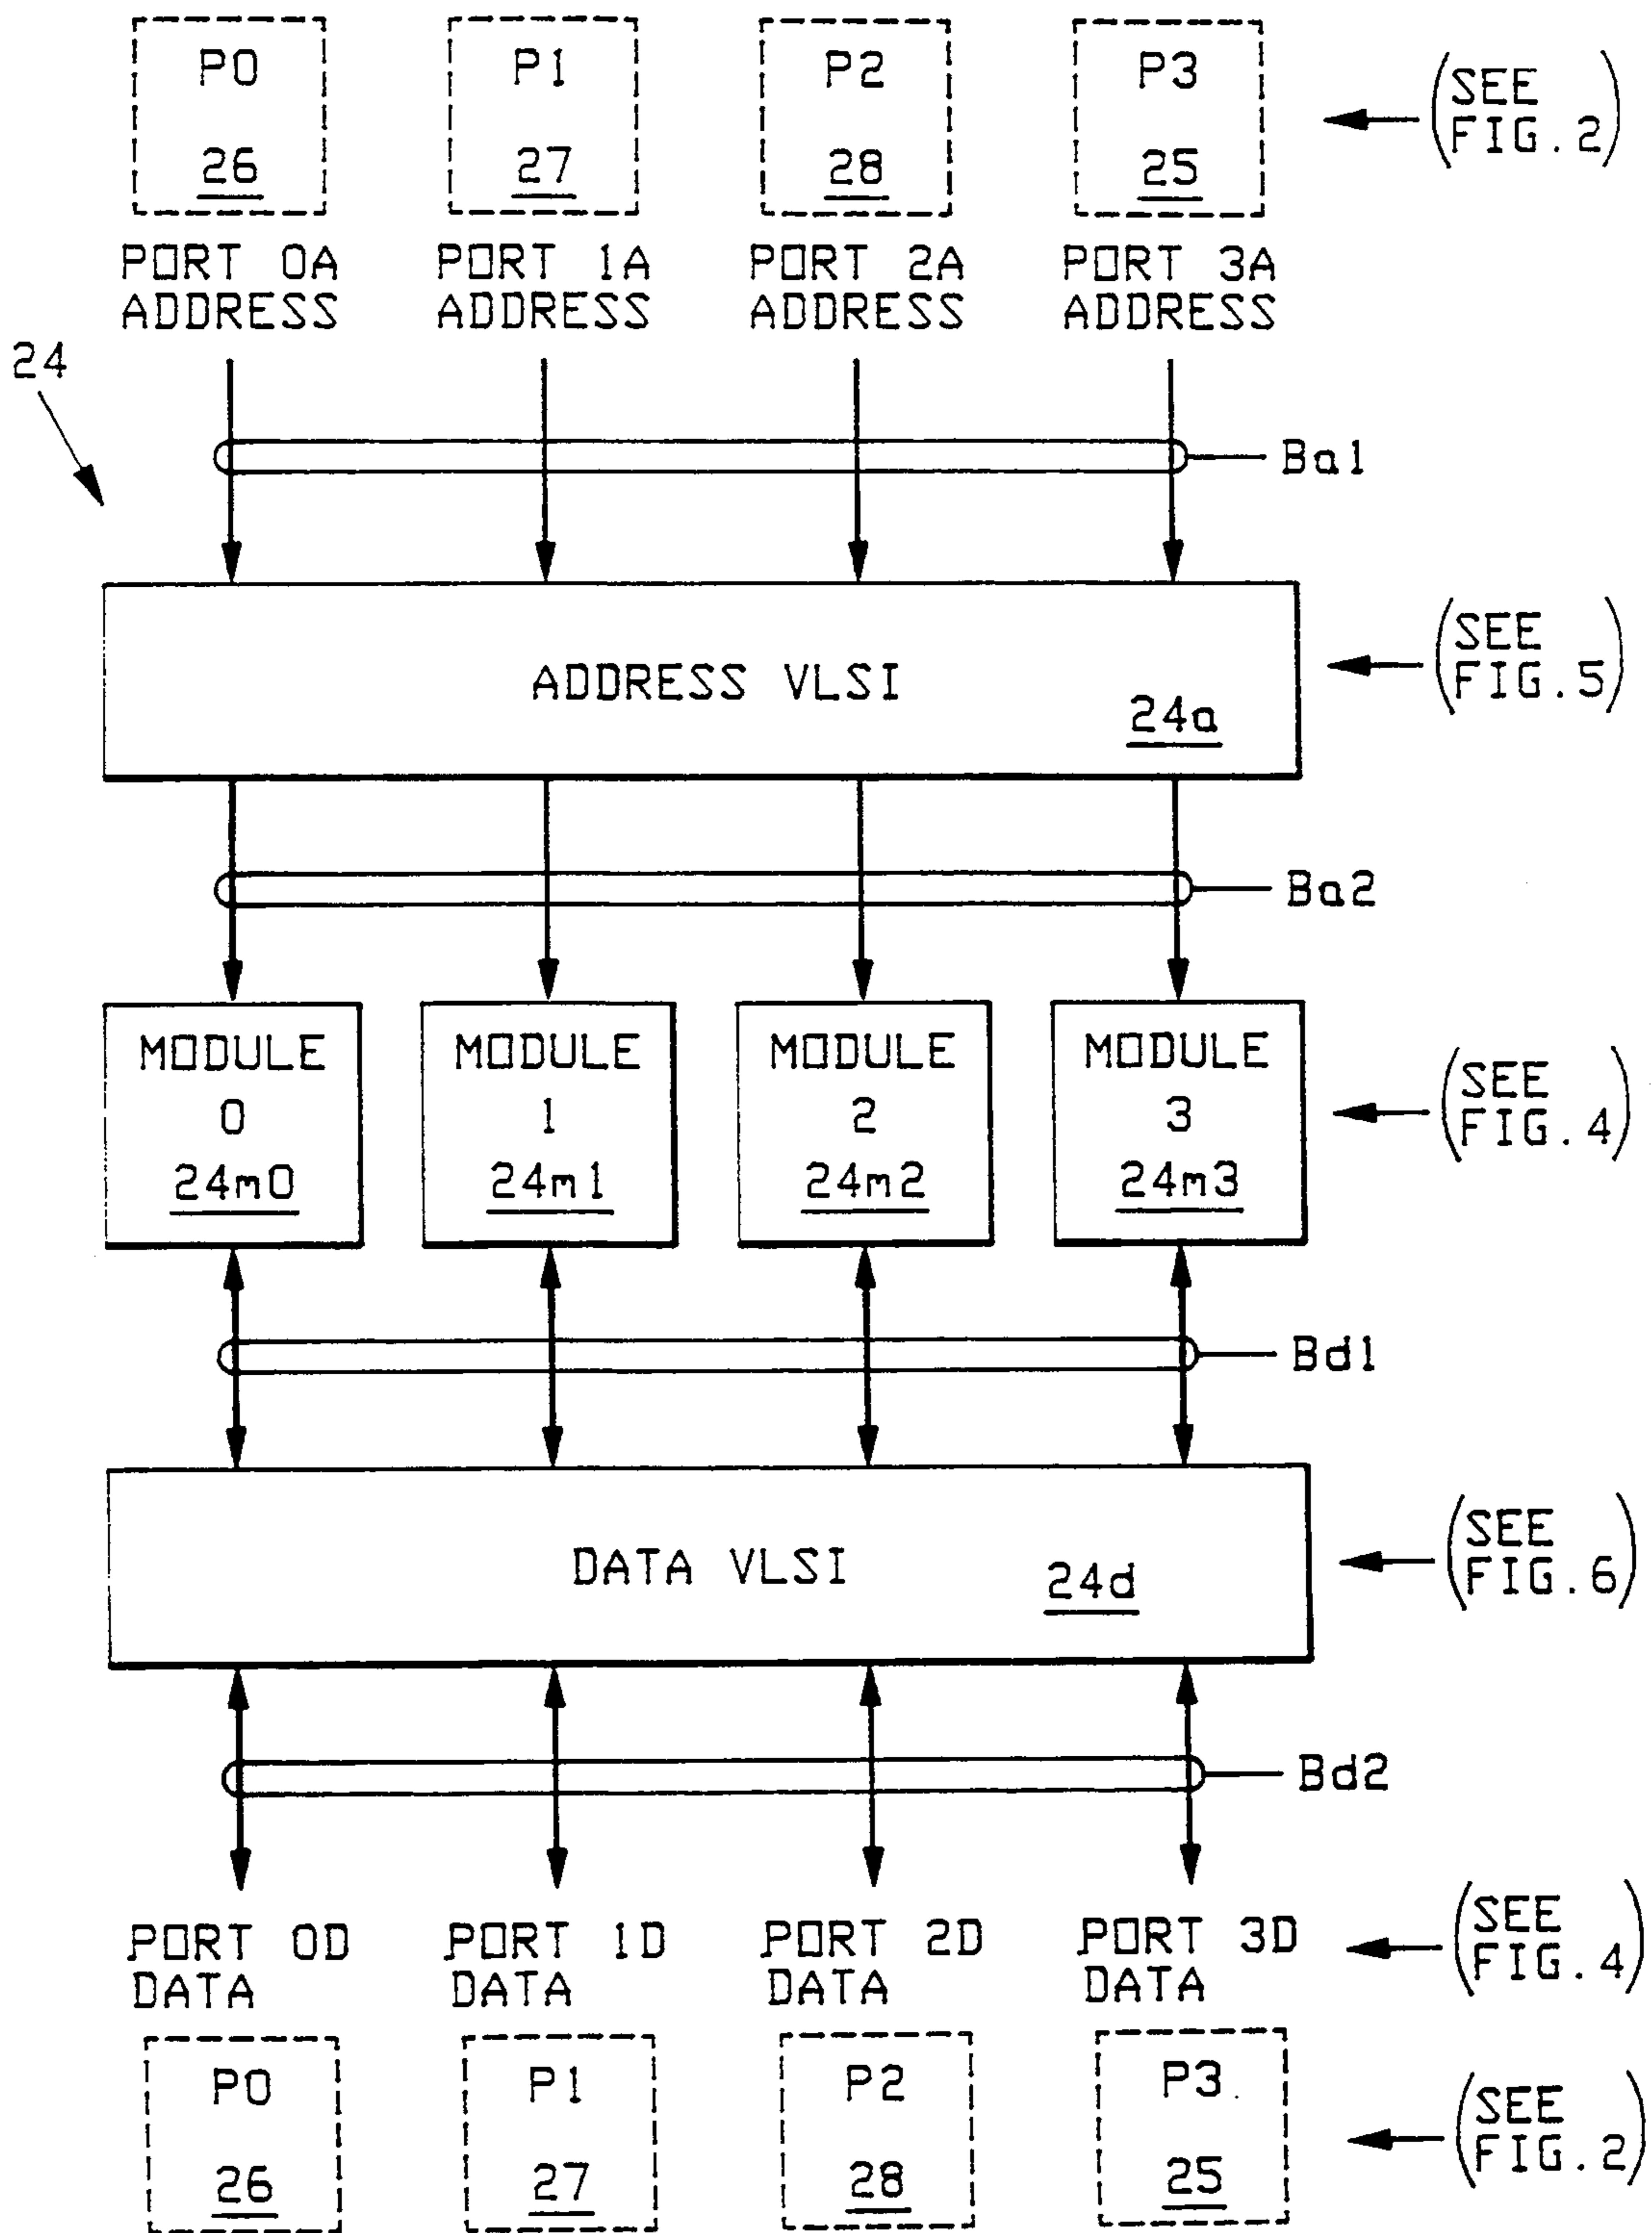 P0 P1 P2 P3
26 27 28 25
(SEE
FIG.2)
PORT 0A PORT 1A PORT 2A PORT 3A
ADDRESS ADDRESS ADDRESS ADDRESS
24
Ba1
ADDRESS VLSI
24a
(SEE
FIG.5)
Ba2
MODULE MODULE MODULE MODULE
0 1 2 3
24m0 24m1 24m2 24m3
(SEE
FIG.4)
Bd1
DATA VLSI
24d
(SEE
FIG.6)
Bd2
PORT 0D PORT 1D PORT 2D PORT 3D
DATA DATA DATA DATA
(SEE
FIG.4)
P0 P1 P2 P3
26 27 28 25
(SEE
FIG.2)